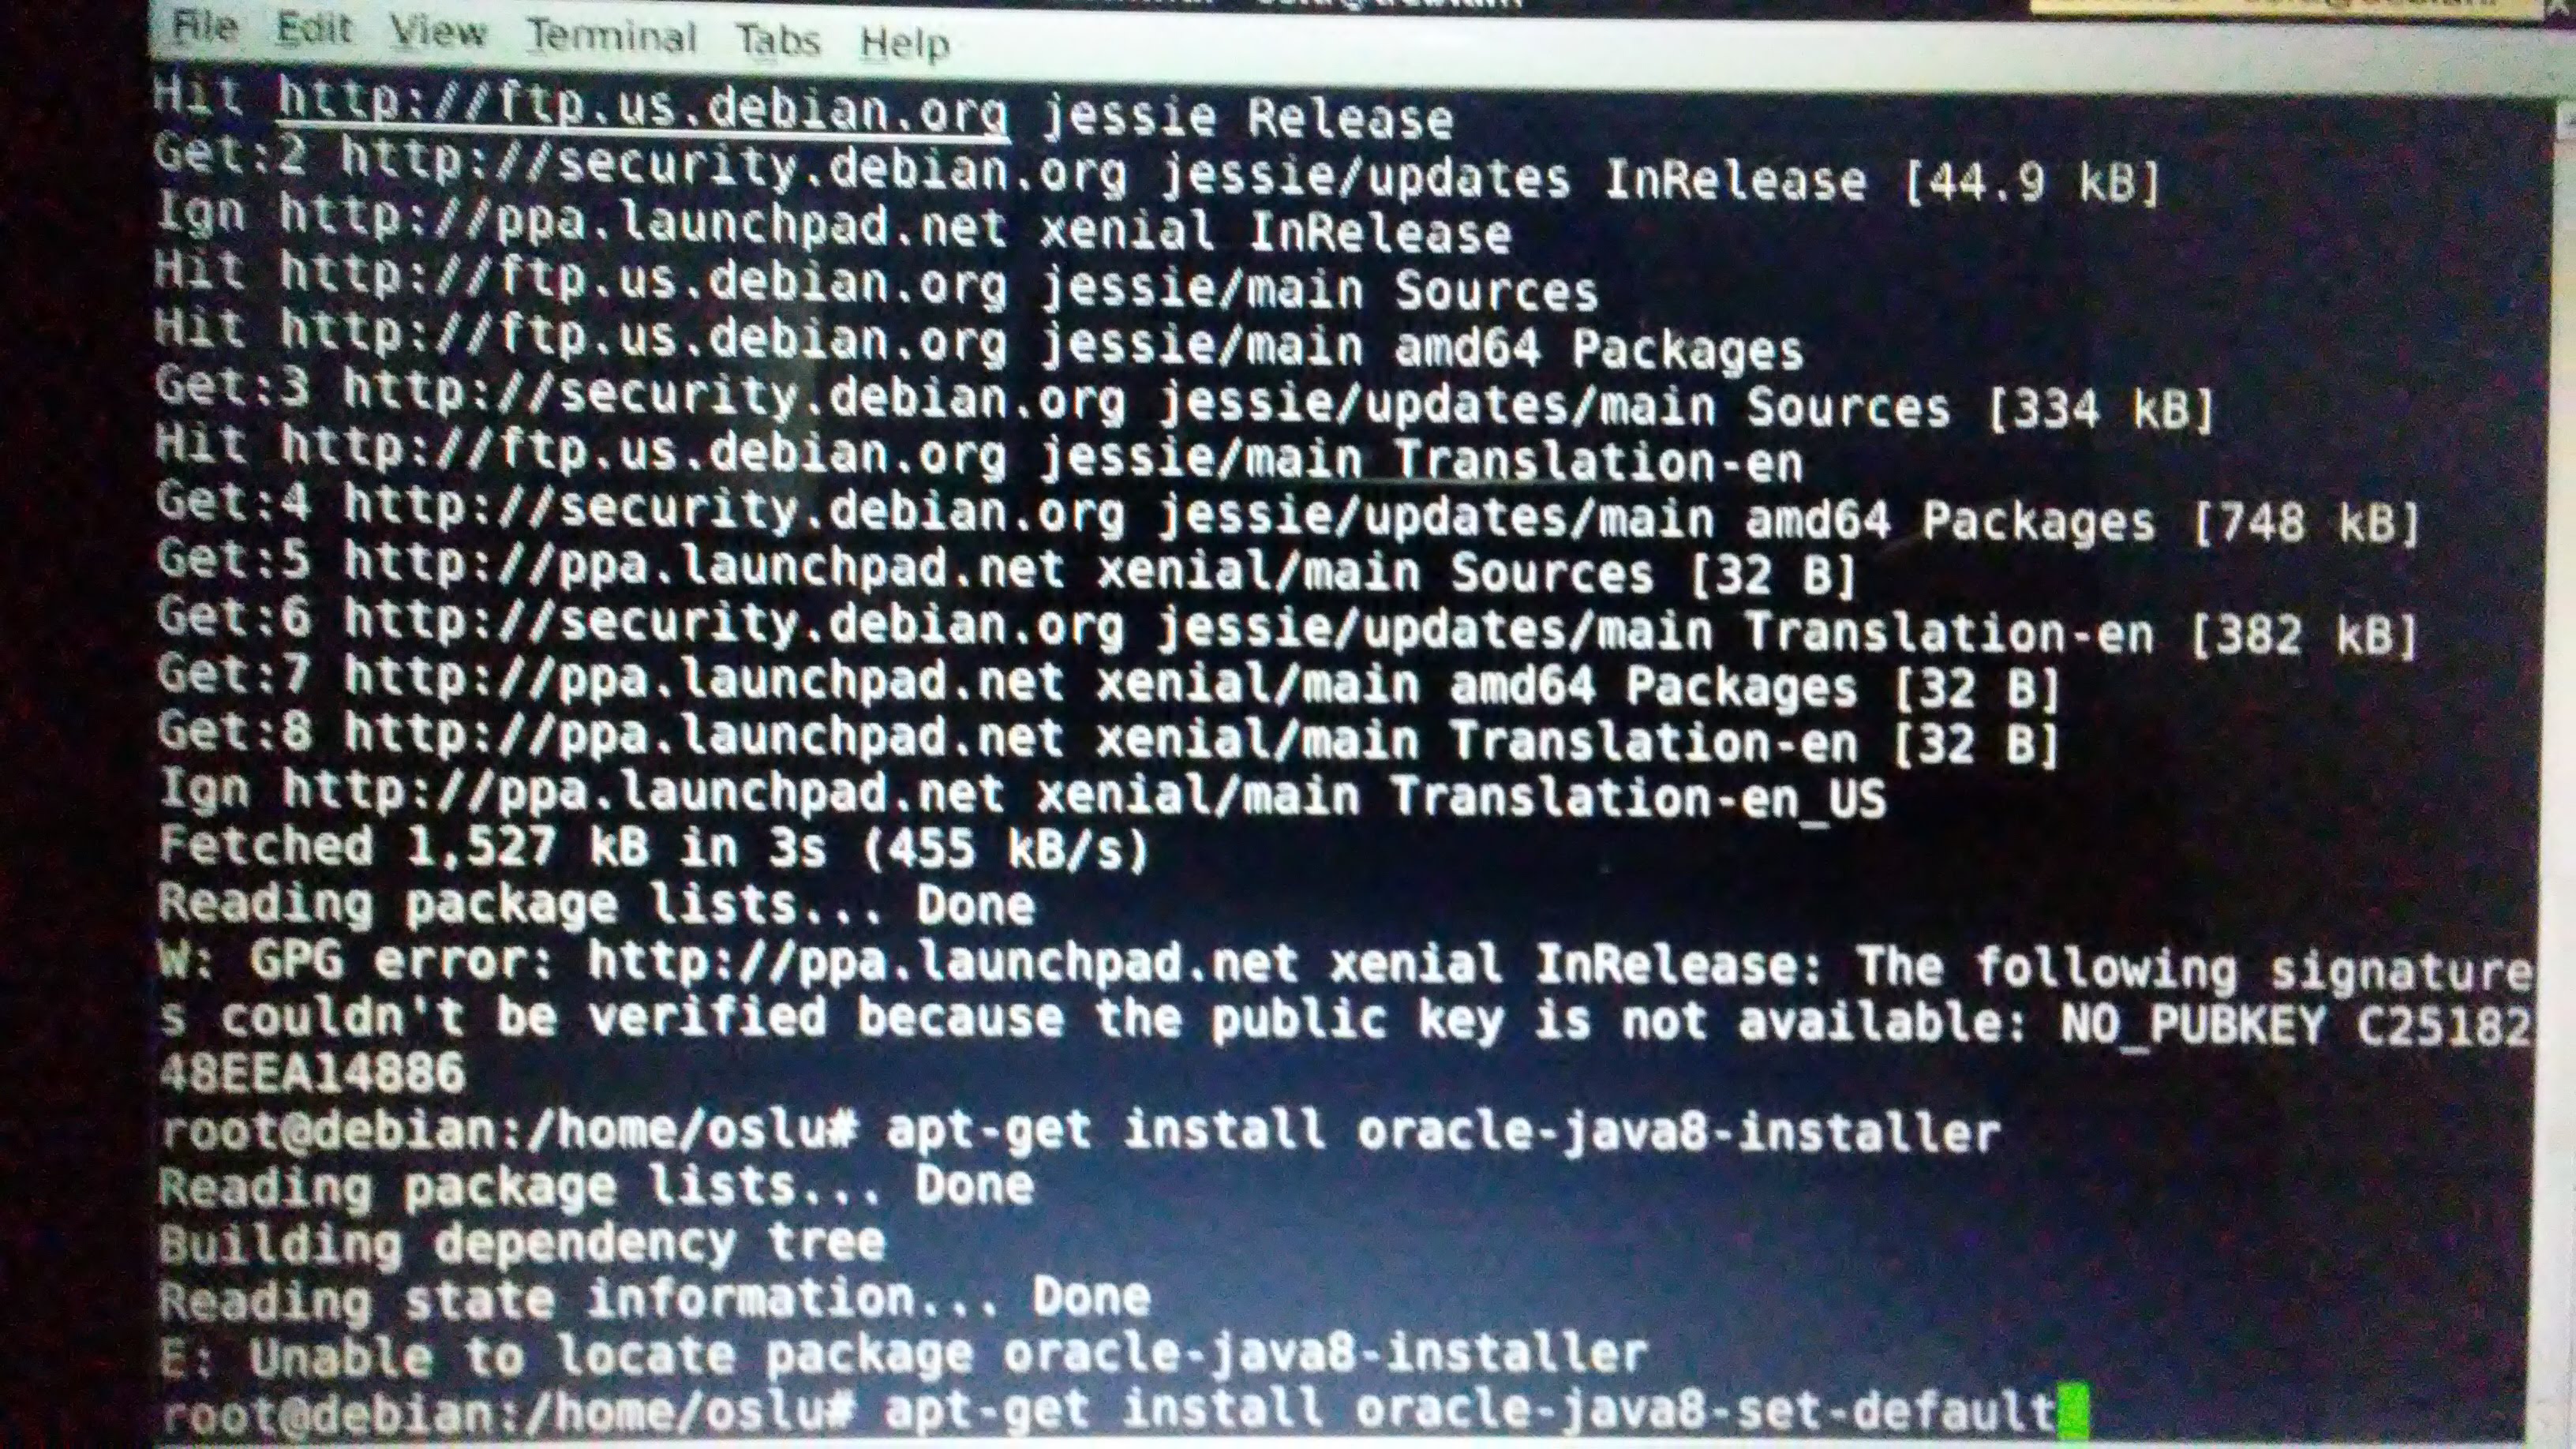 File Edit View Terminal Tabs Help
Hit http://ftp.us.debian.org jessie Release
Get:2 http://security.debian.org jessie/updates InRelease [44.9 kB]
Ign http://ppa.launchpad.net xenial InRelease
Hit http://ftp.us.debian.org jessie/main Sources
Hit http://ftp.us.debian.org jessie/main amd64 Packages
Get:3 http://security.debian.org jessie/updates/main Sources [334 kB]
Hit http://ftp.us.debian.org jessie/main Translation-en
Get:4 http://security.debian.org jessie/updates/main amd64 Packages [748 kB]
Get:5 http://ppa.launchpad.net xenial/main Sources [32 B]
Get:6 http://security.debian.org jessie/updates/main Translation-en [382 kB]
Get:7 http://ppa.launchpad.net xenial/main amd64 Packages [32 B]
Get:8 http://ppa.launchpad.net xenial/main Translation-en [32 B]
Ign http://ppa.launchpad.net xenial/main Translation-en_US
Fetched 1,527 kB in 3s (455 kB/s)
Reading package lists... Done
W: GPG error: http://ppa.launchpad.net xenial InRelease: The following signature
s couldn't be verified because the public key is not available: NO_PUBKEY C25182
48EEA14886
root@debian:/home/oslu# apt-get install oracle-java8-installer
Reading package lists... Done
Building dependency tree
Reading state information... Done
E: Unable to locate package oracle-java8-installer
root@debian:/home/oslu# apt-get install oracle-java8-set-default